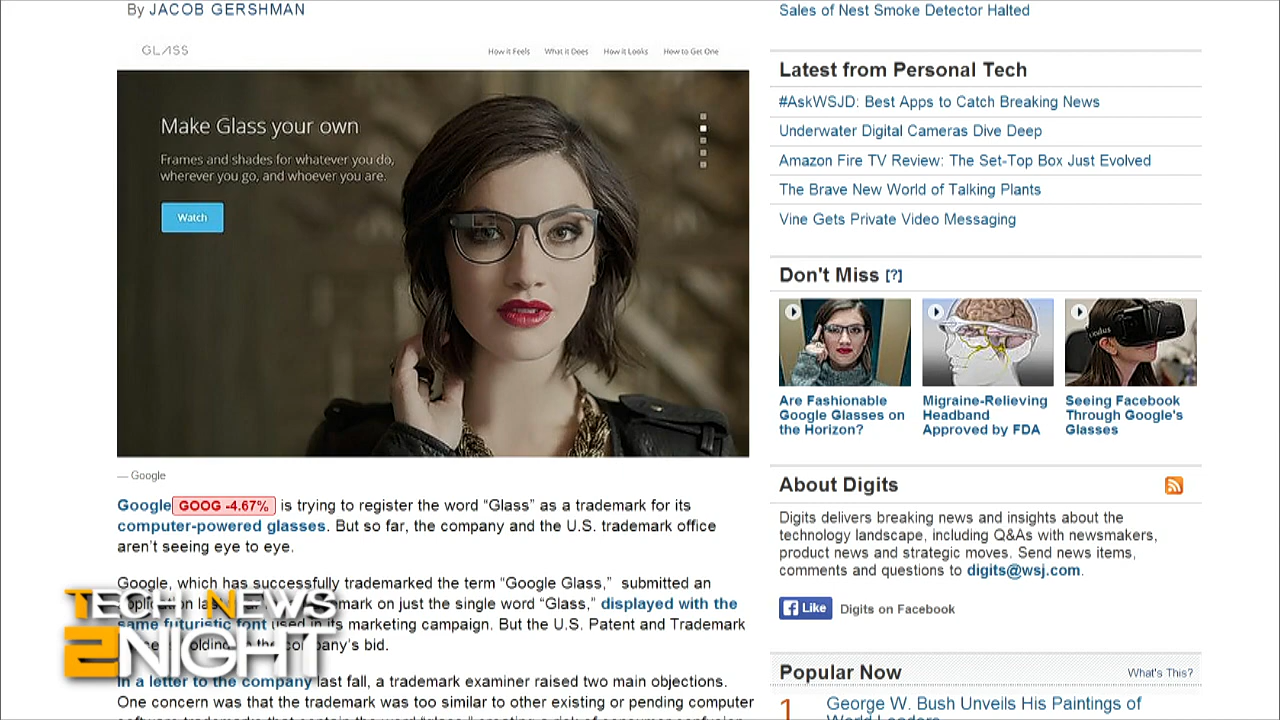 By JACOB GERSHMAN
GLASS
How it Feels What it Does How it Looks How to Get One
Make Glass your own
Frames and shades for whatever you do,
wherever you go, and whoever you are.
Watch
— Google
Google GOOG -4.67% is trying to register the word “Glass” as a trademark for its
computer-powered glasses. But so far, the company and the U.S. trademark office
aren’t seeing eye to eye.
Google, which has successfully trademarked the term “Google Glass,” submitted an
mark on just the single word “Glass,” displayed with the
same futuristic font used in its marketing campaign. But the U.S. Patent and Trademark
the company’s bid.
In a letter to the company last fall, a trademark examiner raised two main objections.
One concern was that the trademark was too similar to other existing or pending computer
software trademarks that contain the word “glass,” creating a risk of consumer confusion
TECH NEWS
2NIGHT
Sales of Nest Smoke Detector Halted
Latest from Personal Tech
#AskWSJD: Best Apps to Catch Breaking News
Underwater Digital Cameras Dive Deep
Amazon Fire TV Review: The Set-Top Box Just Evolved
The Brave New World of Talking Plants
Vine Gets Private Video Messaging
Don't Miss [?]
oculus
Are Fashionable
Google Glasses on
the Horizon?
Migraine-Relieving
Headband
Approved by FDA
Seeing Facebook
Through Google's
Glasses
About Digits
Digits delivers breaking news and insights about the
technology landscape, including Q&As with newsmakers,
product news and strategic moves. Send news items,
comments and questions to digits@wsj.com.
Like Digits on Facebook
Popular Now What's This?
1 George W. Bush Unveils His Paintings of
World Leaders